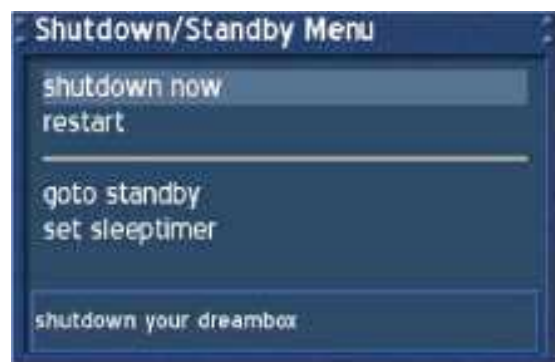 Shutdown/Standby Menu
shutdown now
restart
goto standby
set sleeptimer
shutdown your dreambox